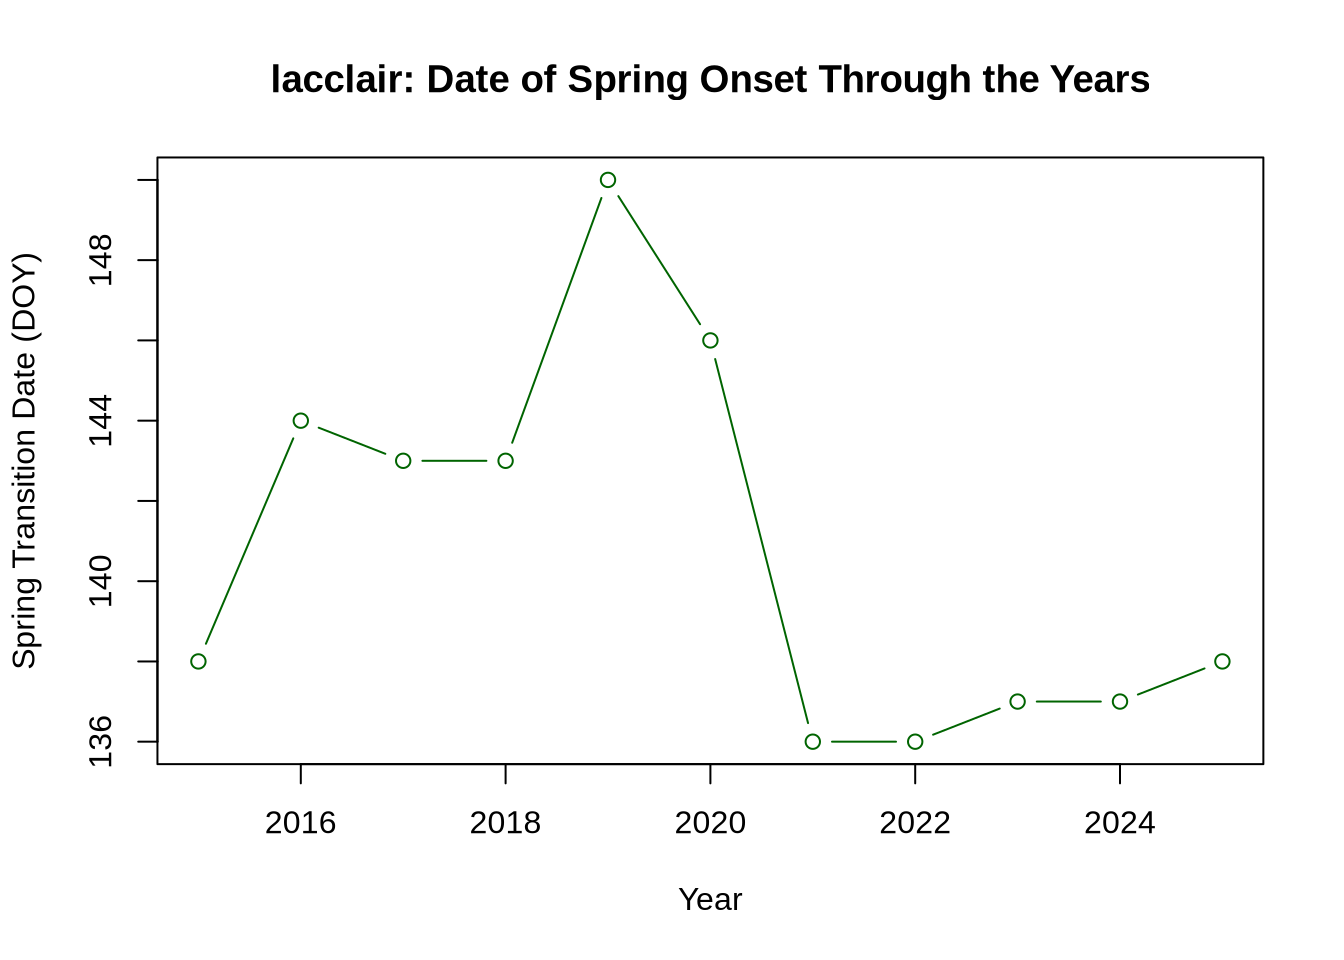 lacclair: Date of Spring Onset Through the Years
Spring Transition Date (DOY)
148
144
140
136
2016 2018 2020 2022 2024
Year